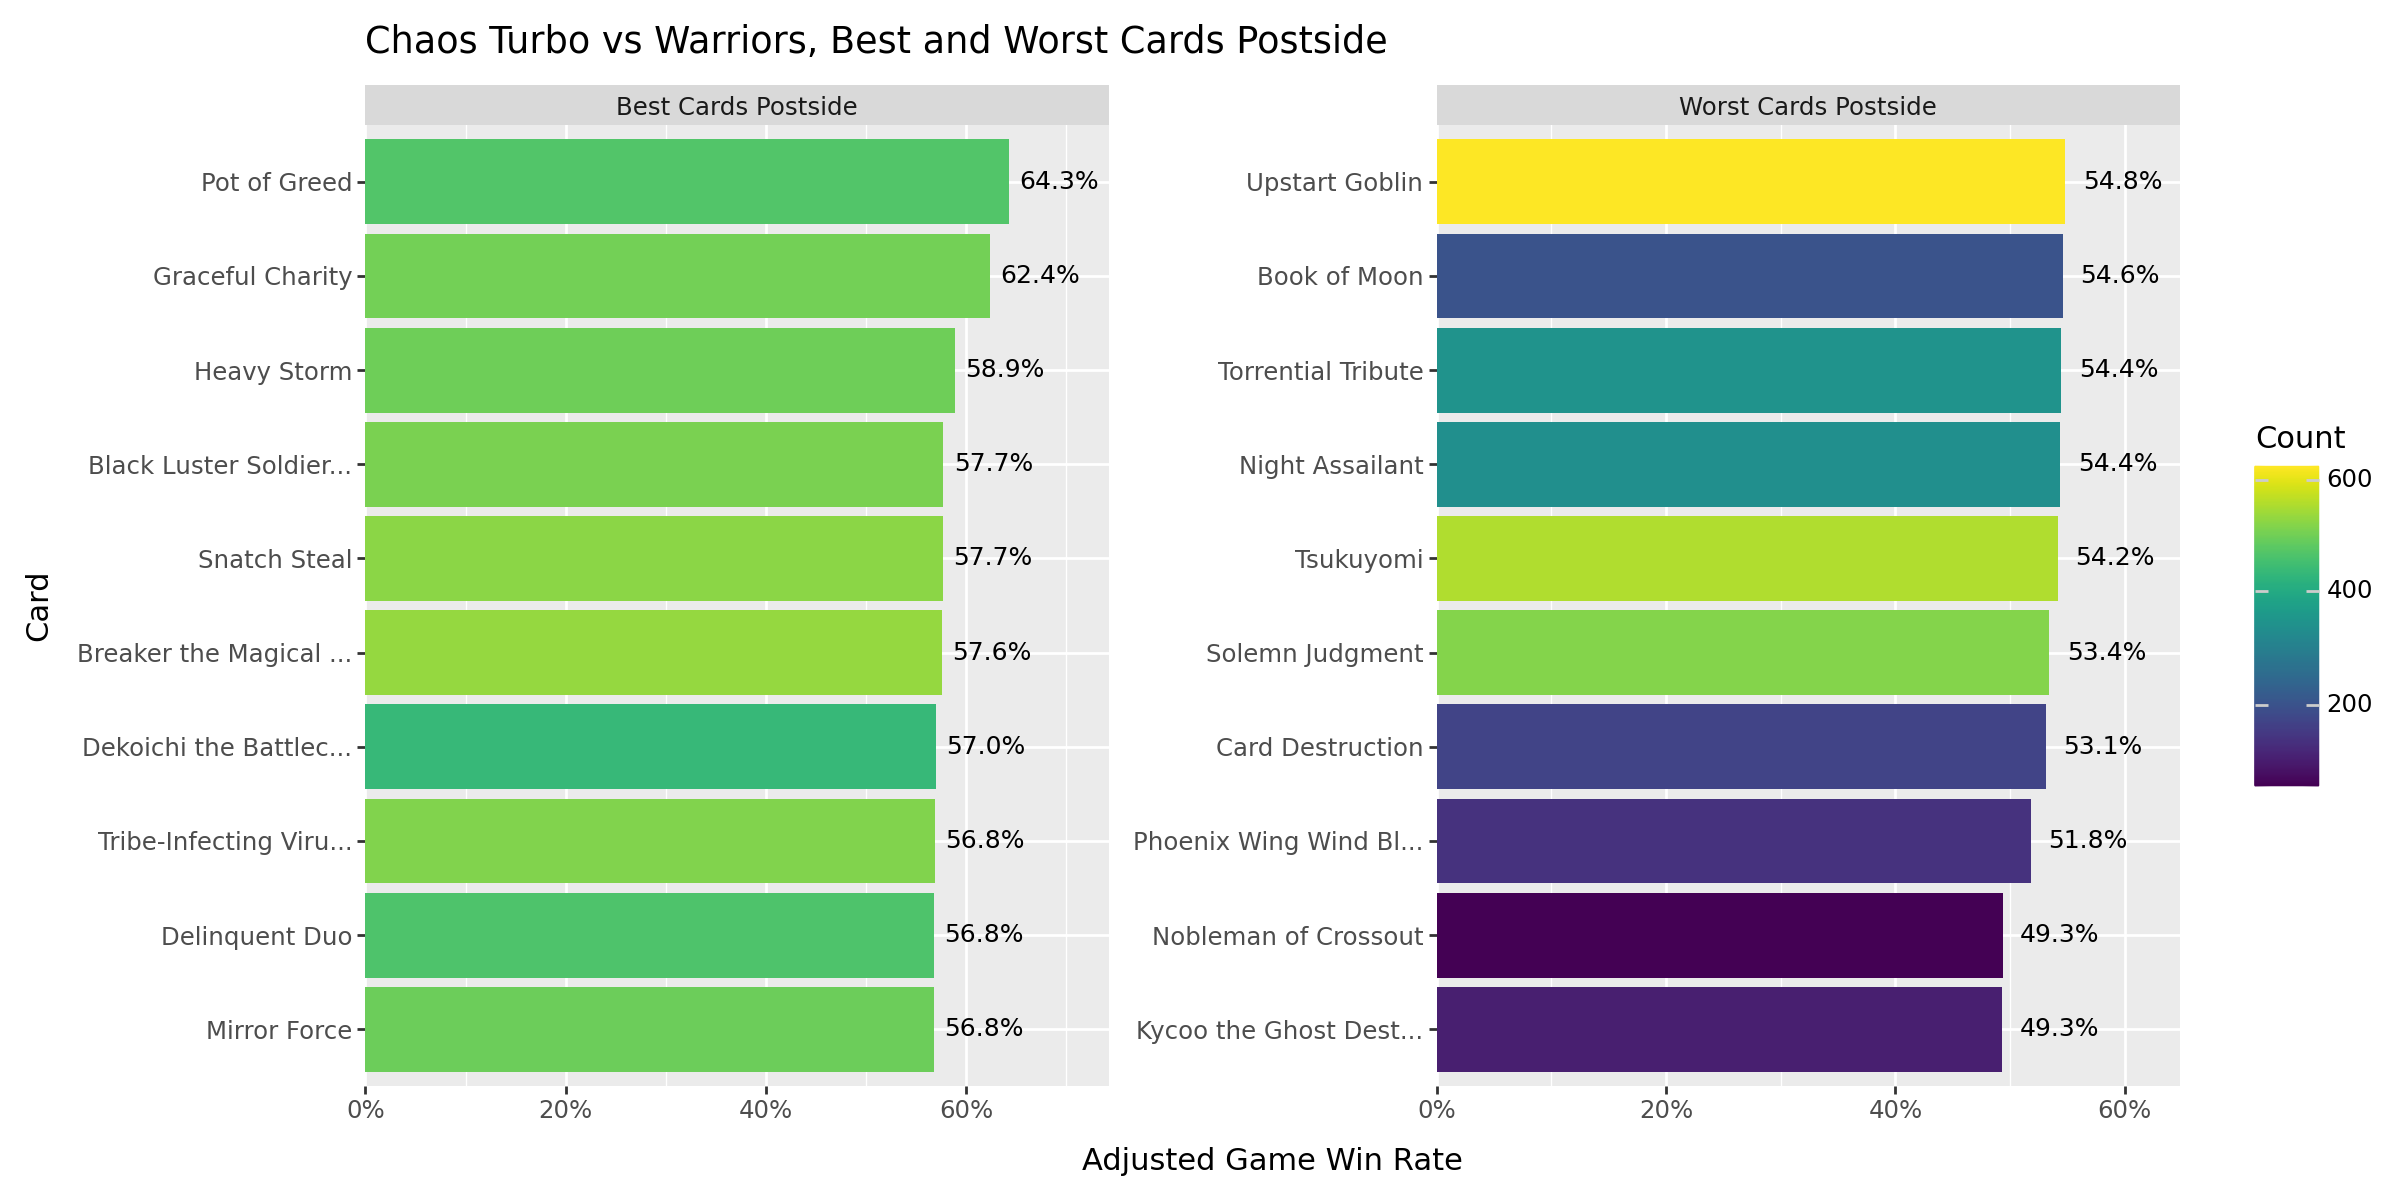 Chaos Turbo vs Warriors, Best and Worst Cards Postside
Best Cards Postside
Pot of Greed 64.3%
Graceful Charity 62.4%
Heavy Storm 58.9%
Black Luster Soldier... 57.7%
Snatch Steal 57.7%
Breaker the Magical ... 57.6%
Dekoichi the Battlec... 57.0%
Tribe-Infecting Viru... 56.8%
Delinquent Duo 56.8%
Mirror Force 56.8%
0% 20% 40% 60%
Worst Cards Postside
Upstart Goblin 54.8%
Book of Moon 54.6%
Torrential Tribute 54.4%
Night Assailant 54.4%
Tsukuyomi 54.2%
Solemn Judgment 53.4%
Card Destruction 53.1%
Phoenix Wing Wind Bl... 51.8%
Nobleman of Crossout 49.3%
Kycoo the Ghost Dest... 49.3%
0% 20% 40% 60%
Card
Adjusted Game Win Rate
Count
600
400
200